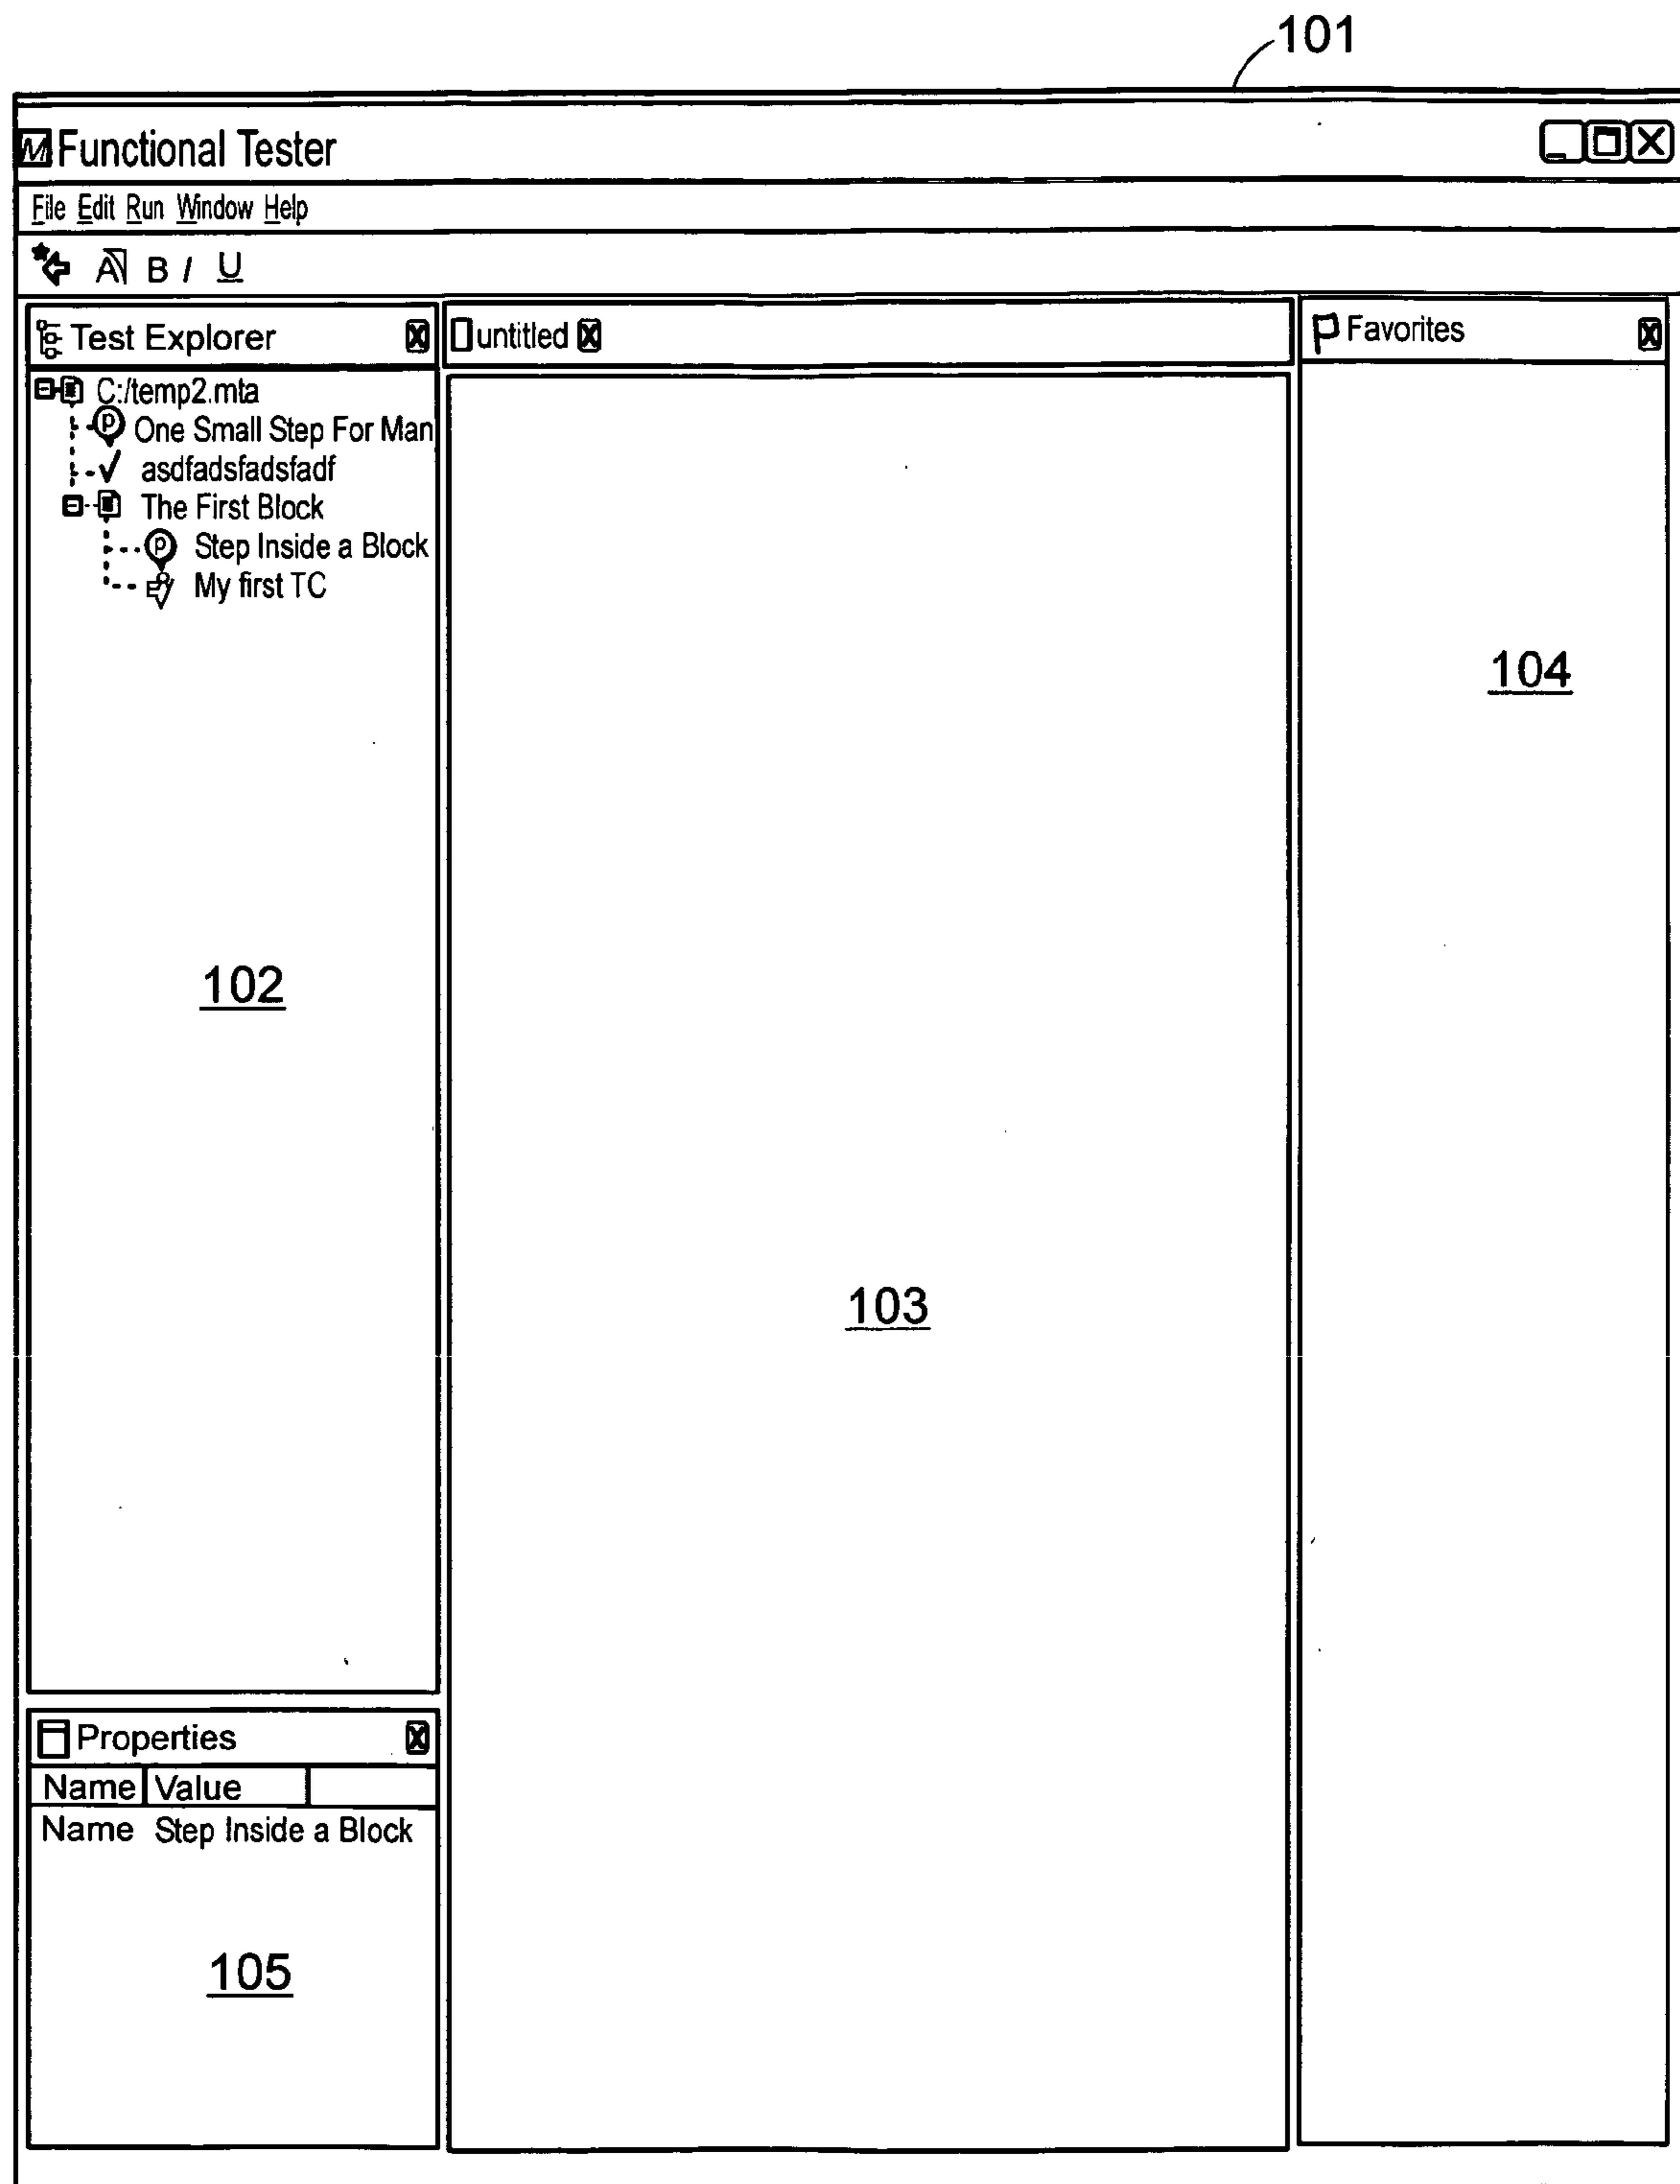 101
Functional Tester
File Edit Run Window Help
A B I U
Test Explorer
C:/temp2.mta
One Small Step For Man
asdfadsfadsfadf
The First Block
Step Inside a Block
My first TC
102
untitled
103
Favorites
104
Properties
Name Value
Name Step Inside a Block
105